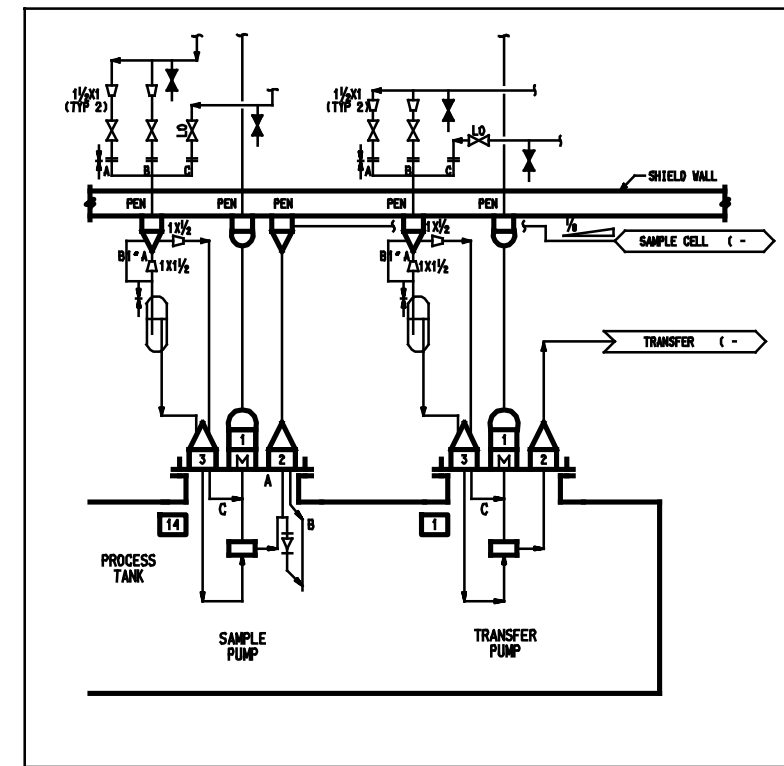 1½X1
(TYP 2)
LO
A
B
C
1½X1
(TYP 2)
LO
A
B
C
SHIELD WALL
PEN
PEN
PEN
PEN
PEN
1X½
B
1"
A
1X1½
1X½
B
1"
A
1X1½
SAMPLE CELL ( -
TRANSFER ( -
3
1
M
2
3
1
M
2
A
B
C
C
14
1
PROCESS
TANK
SAMPLE
PUMP
TRANSFER
PUMP